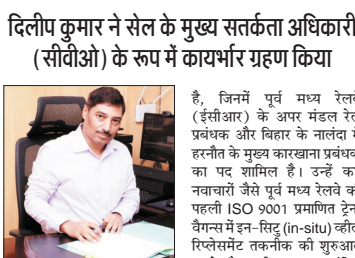 दिलीप कुमार ने सेल के मुख्य सतर्कता अधिकारी
(सीवीओ) के रूप में कायर्भार ग्रहण किया
है, जिनमें पूर्व मध्य रेलवे
(ईसीआर) के अपर मंडल रेल
प्रबंधक और बिहार के नालंदा में
हरनौत के मुख्य कारखाना प्रबंधक
का पद शामिल है। उन्हें
नवाचारों जैसे पूर्व मध्य रेलवे
पहली ISO 9001 प्रमाणित ट्रेन,
वैगन्स में इन-सिटु (in-situ) व्हील
रिप्लेसमेंट तकनीक की शुरुआत